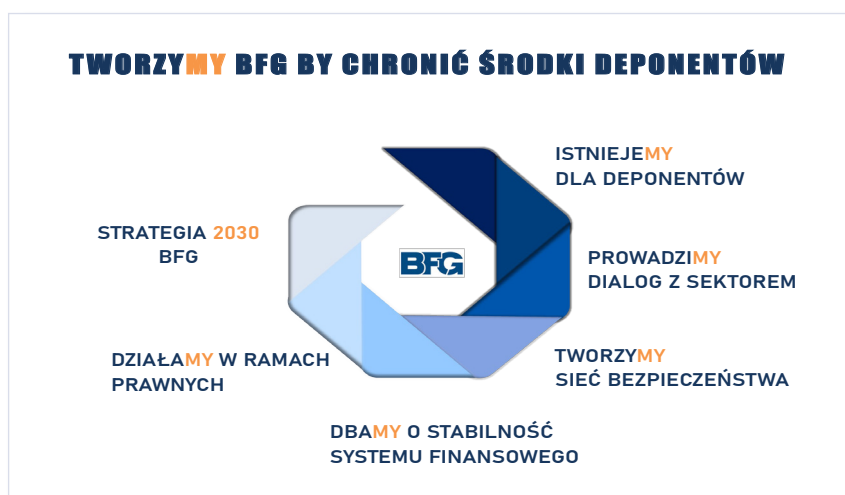 TWORZYMY BFG BY CHRONIĆ ŚRODKI DEPONENTÓW
ISTNIEJEMY
DLA DEPONENTÓW
STRATEGIA 2030
BFG
BFG
PROWADZIMY
DIALOG Z SEKTOREM
DZIAŁAMY W RAMACH
PRAWNYCH
TWORZYMY
SIEĆ BEZPIECZEŃSTWA
DBAMY O STABILNOŚĆ
SYSTEMU FINANSOWEGO